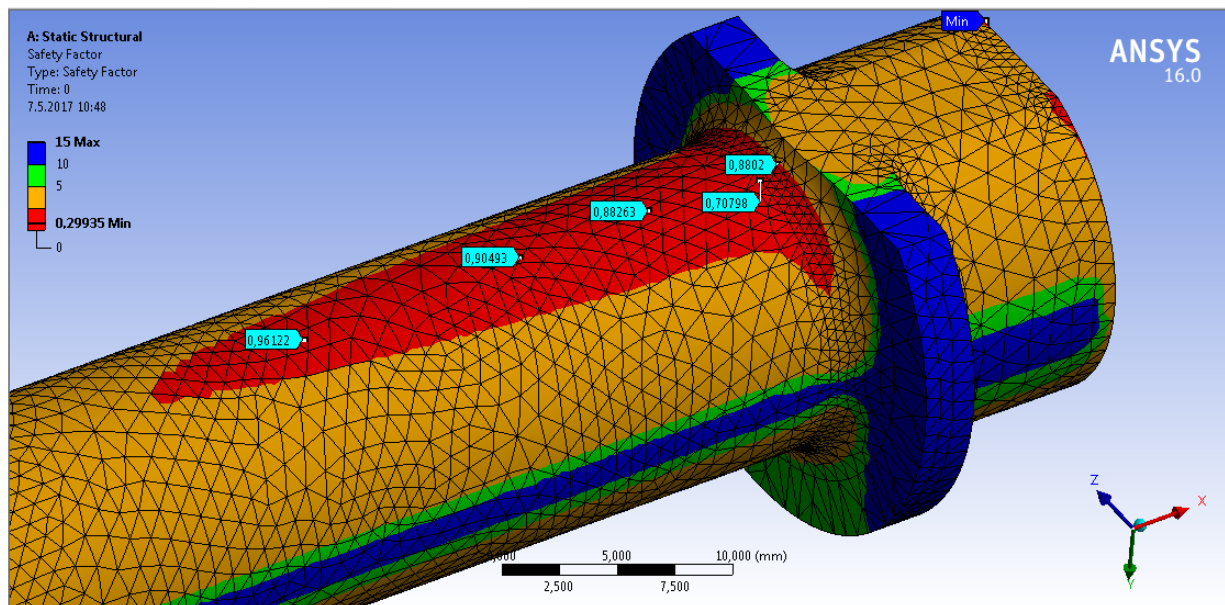 A: Static Structural
Safety Factor
Type: Safety Factor
Time: 0
7.5.2017 10:48
15 Max
10
5
0,29935 Min
0
Min
ANSYS
16.0
0,8802
0,70798
0,88263
0,90493
0,96122
5,000
10,000 (mm)
2,500
7,500
Z
X
Y